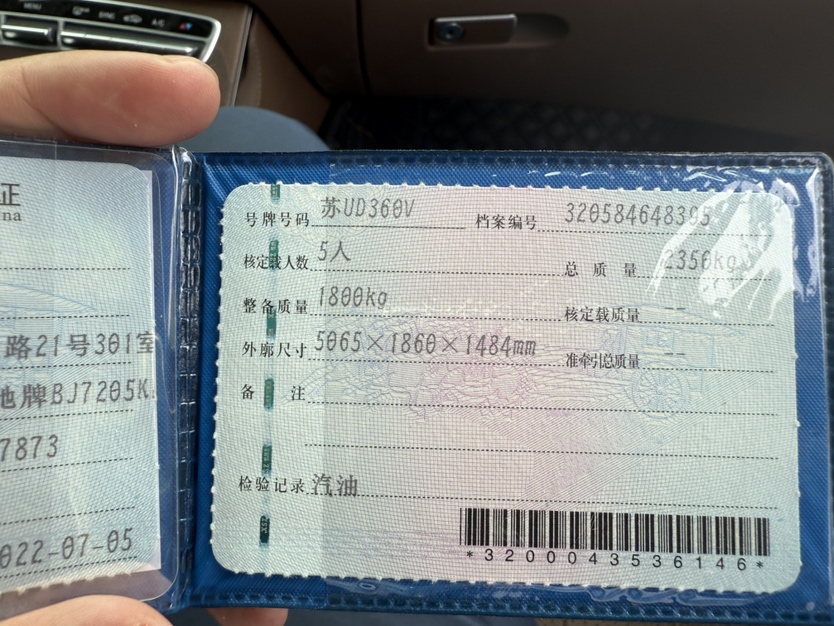 MENU
SYNC
A/C
证
na
路21号301室
地牌BJ7205K
7873
022-07-05
号牌号码 苏UD360V 档案编号 320584648395
核定载人数 5人 总质量 2350kg
整备质量 1800kg 核定载质量 --
外廓尺寸 5065×1860×1484mm 准牵引总质量 --
备注
检验记录 汽油
*3200043536146*